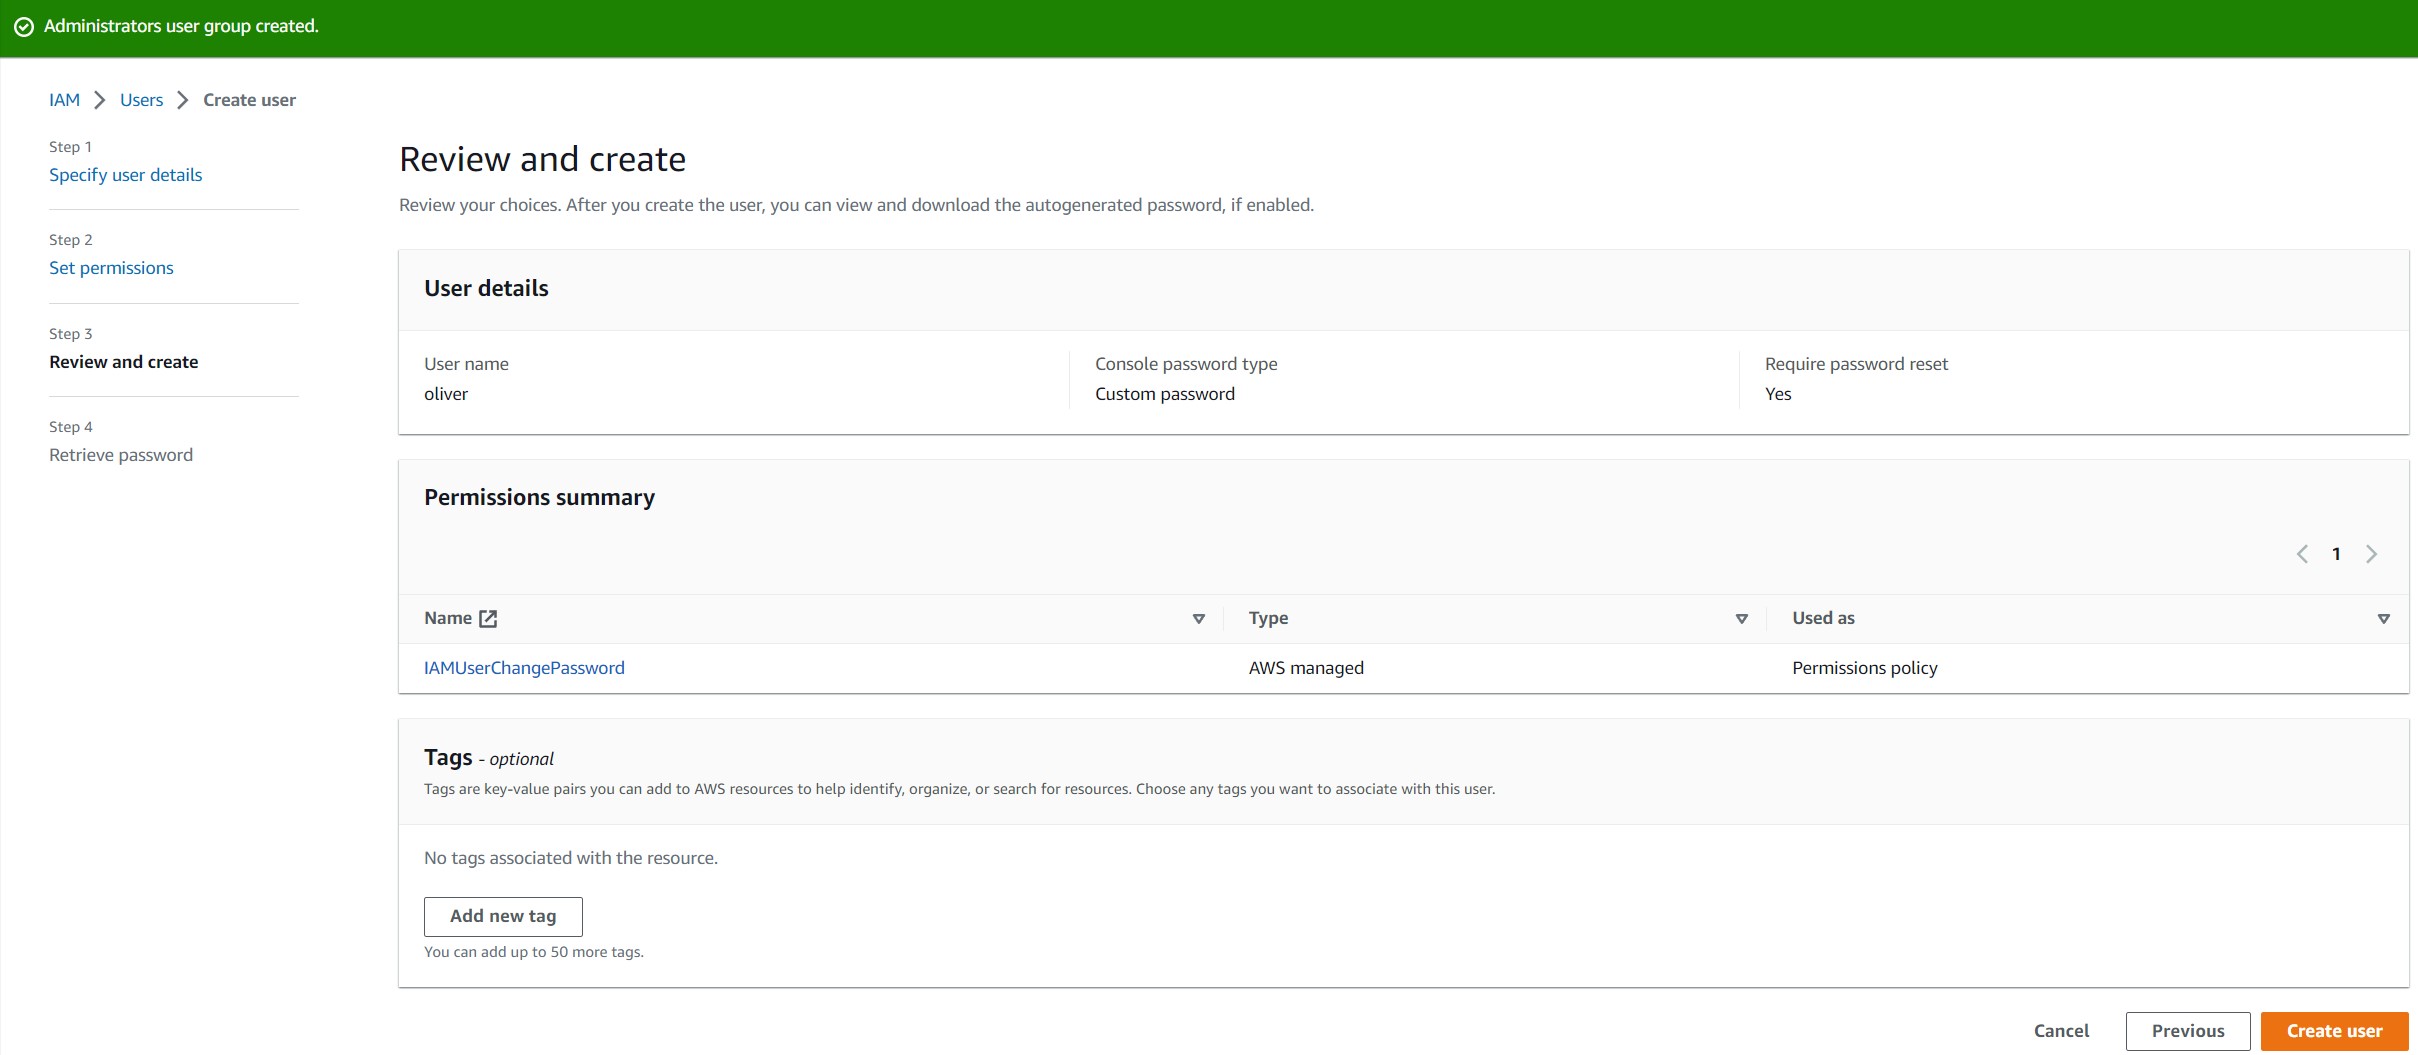 Administrators user group created.
IAM > Users > Create user
Step 1
Specify user details
Step 2
Set permissions
Step 3
Review and create
Step 4
Retrieve password
Review and create
Review your choices. After you create the user, you can view and download the autogenerated password, if enabled.
User details
User name
oliver
Console password type
Custom password
Require password reset
Yes
Permissions summary
1
Name Type Used as
IAMUserChangePassword AWS managed Permissions policy
Tags - optional
Tags are key-value pairs you can add to AWS resources to help identify, organize, or search for resources. Choose any tags you want to associate with this user.
No tags associated with the resource.
Add new tag
You can add up to 50 more tags.
Cancel Previous Create user